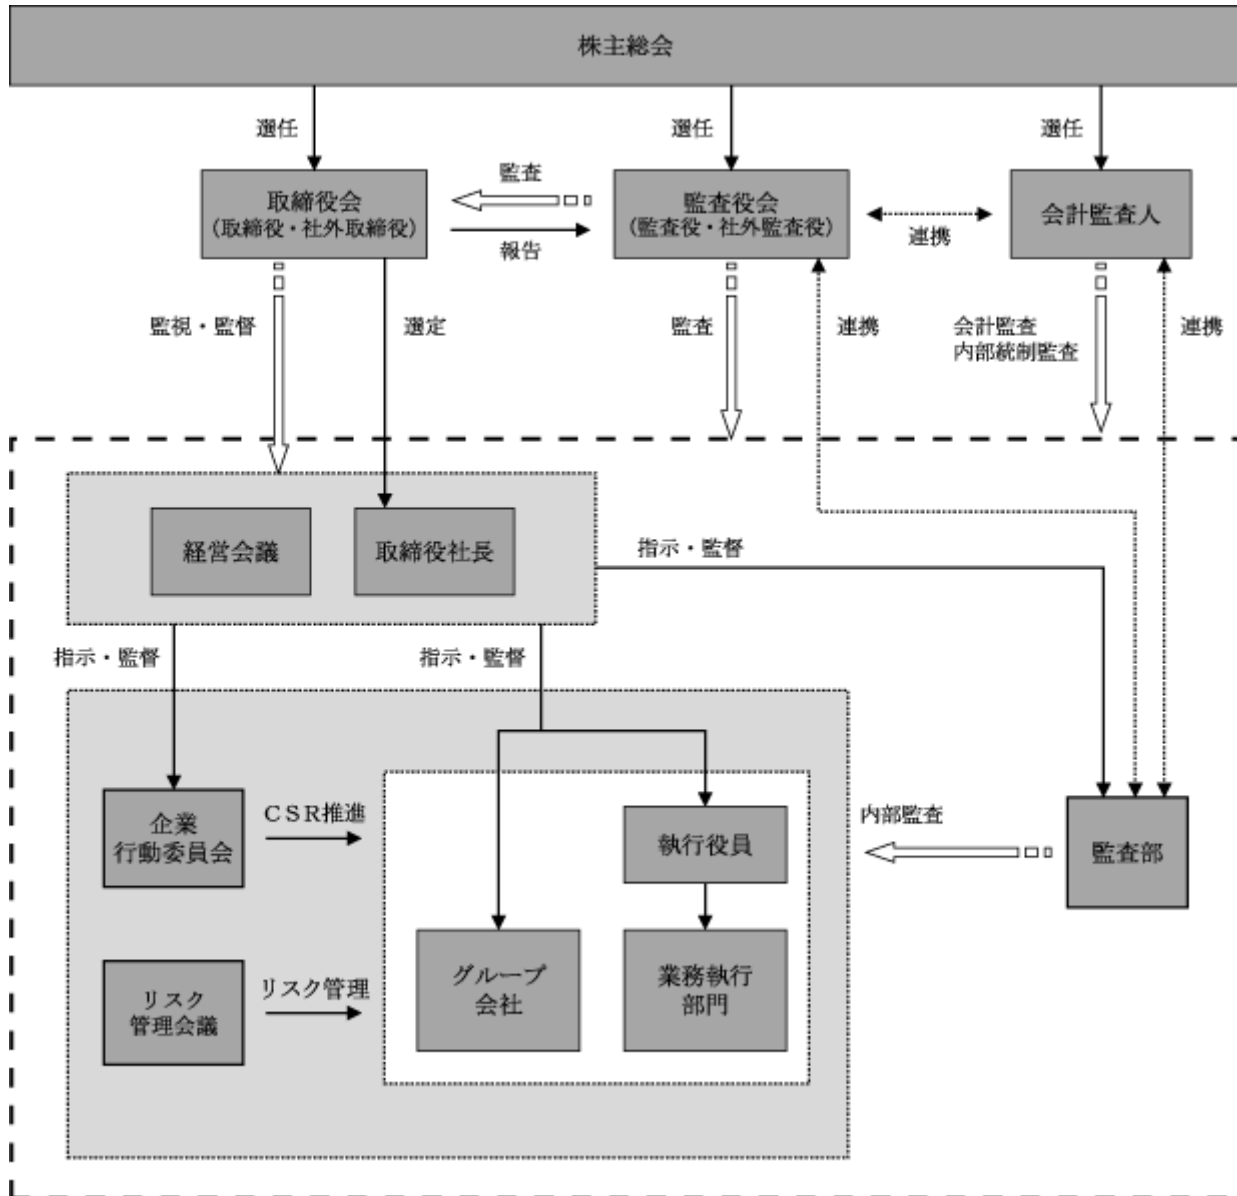 株主総会
選任
選任
選任
取締役会
(取締役・社外取締役)
監査
報告
監査役会
(監査役・社外監査役)
連携
会計監査人
監視・監督
選定
監査
連携
会計監査
内部統制監査
連携
経営会議
取締役社長
指示・監督
指示・監督
指示・監督
企業
行動委員会
CSR推進
執行役員
内部監査
監査部
リスク
管理会議
リスク管理
グループ
会社
業務執行
部門